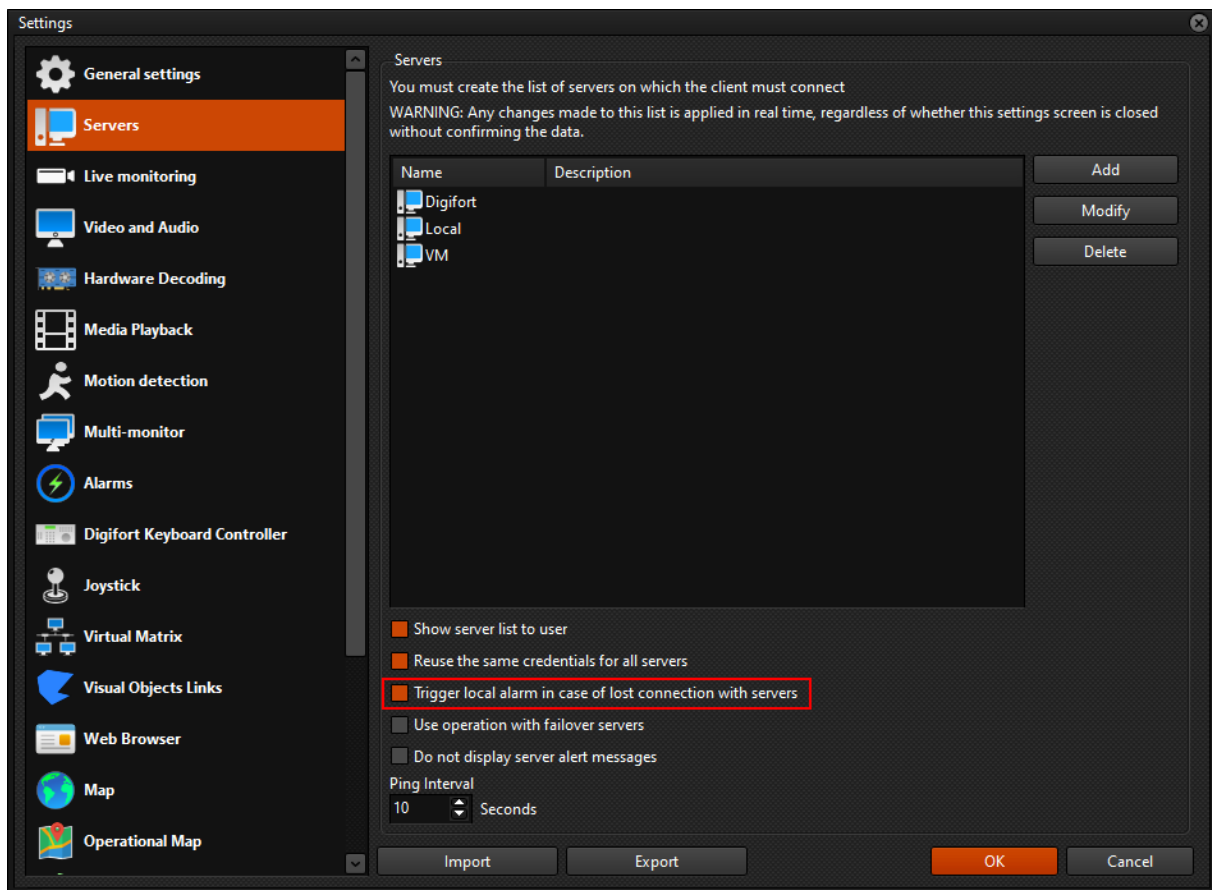 Settings
General settings
Servers
Live monitoring
Video and Audio
Hardware Decoding
Media Playback
Motion detection
Multi-monitor
Alarms
Digifort Keyboard Controller
Joystick
Virtual Matrix
Visual Objects Links
Web Browser
Map
Operational Map
Servers
You must create the list of servers on which the client must connect
WARNING: Any changes made to this list is applied in real time, regardless of whether this settings screen is closed
without confirming the data.
Name Description
Digifort
Local
VM
Add
Modify
Delete
Show server list to user
Reuse the same credentials for all servers
Trigger local alarm in case of lost connection with servers
Use operation with failover servers
Do not display server alert messages
Ping Interval
10 Seconds
Import Export OK Cancel